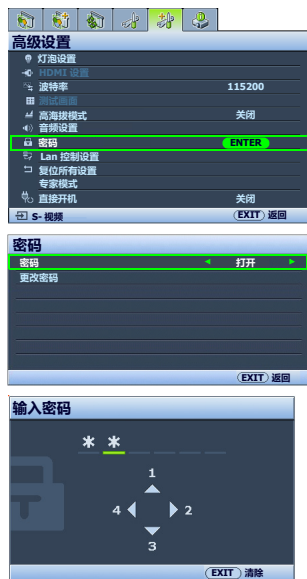 高级设置
灯泡设置
HDMI 设置
波特率 115200
测试画面
高海拔模式 关闭
音频设置
密码 ENTER
Lan 控制设置
复位所有设置
专家模式
直接开机 关闭
S- 视频 EXIT 返回
密码
密码 打开
更改密码
EXIT 返回
输入密码
* *
1
4 2
3
EXIT 清除